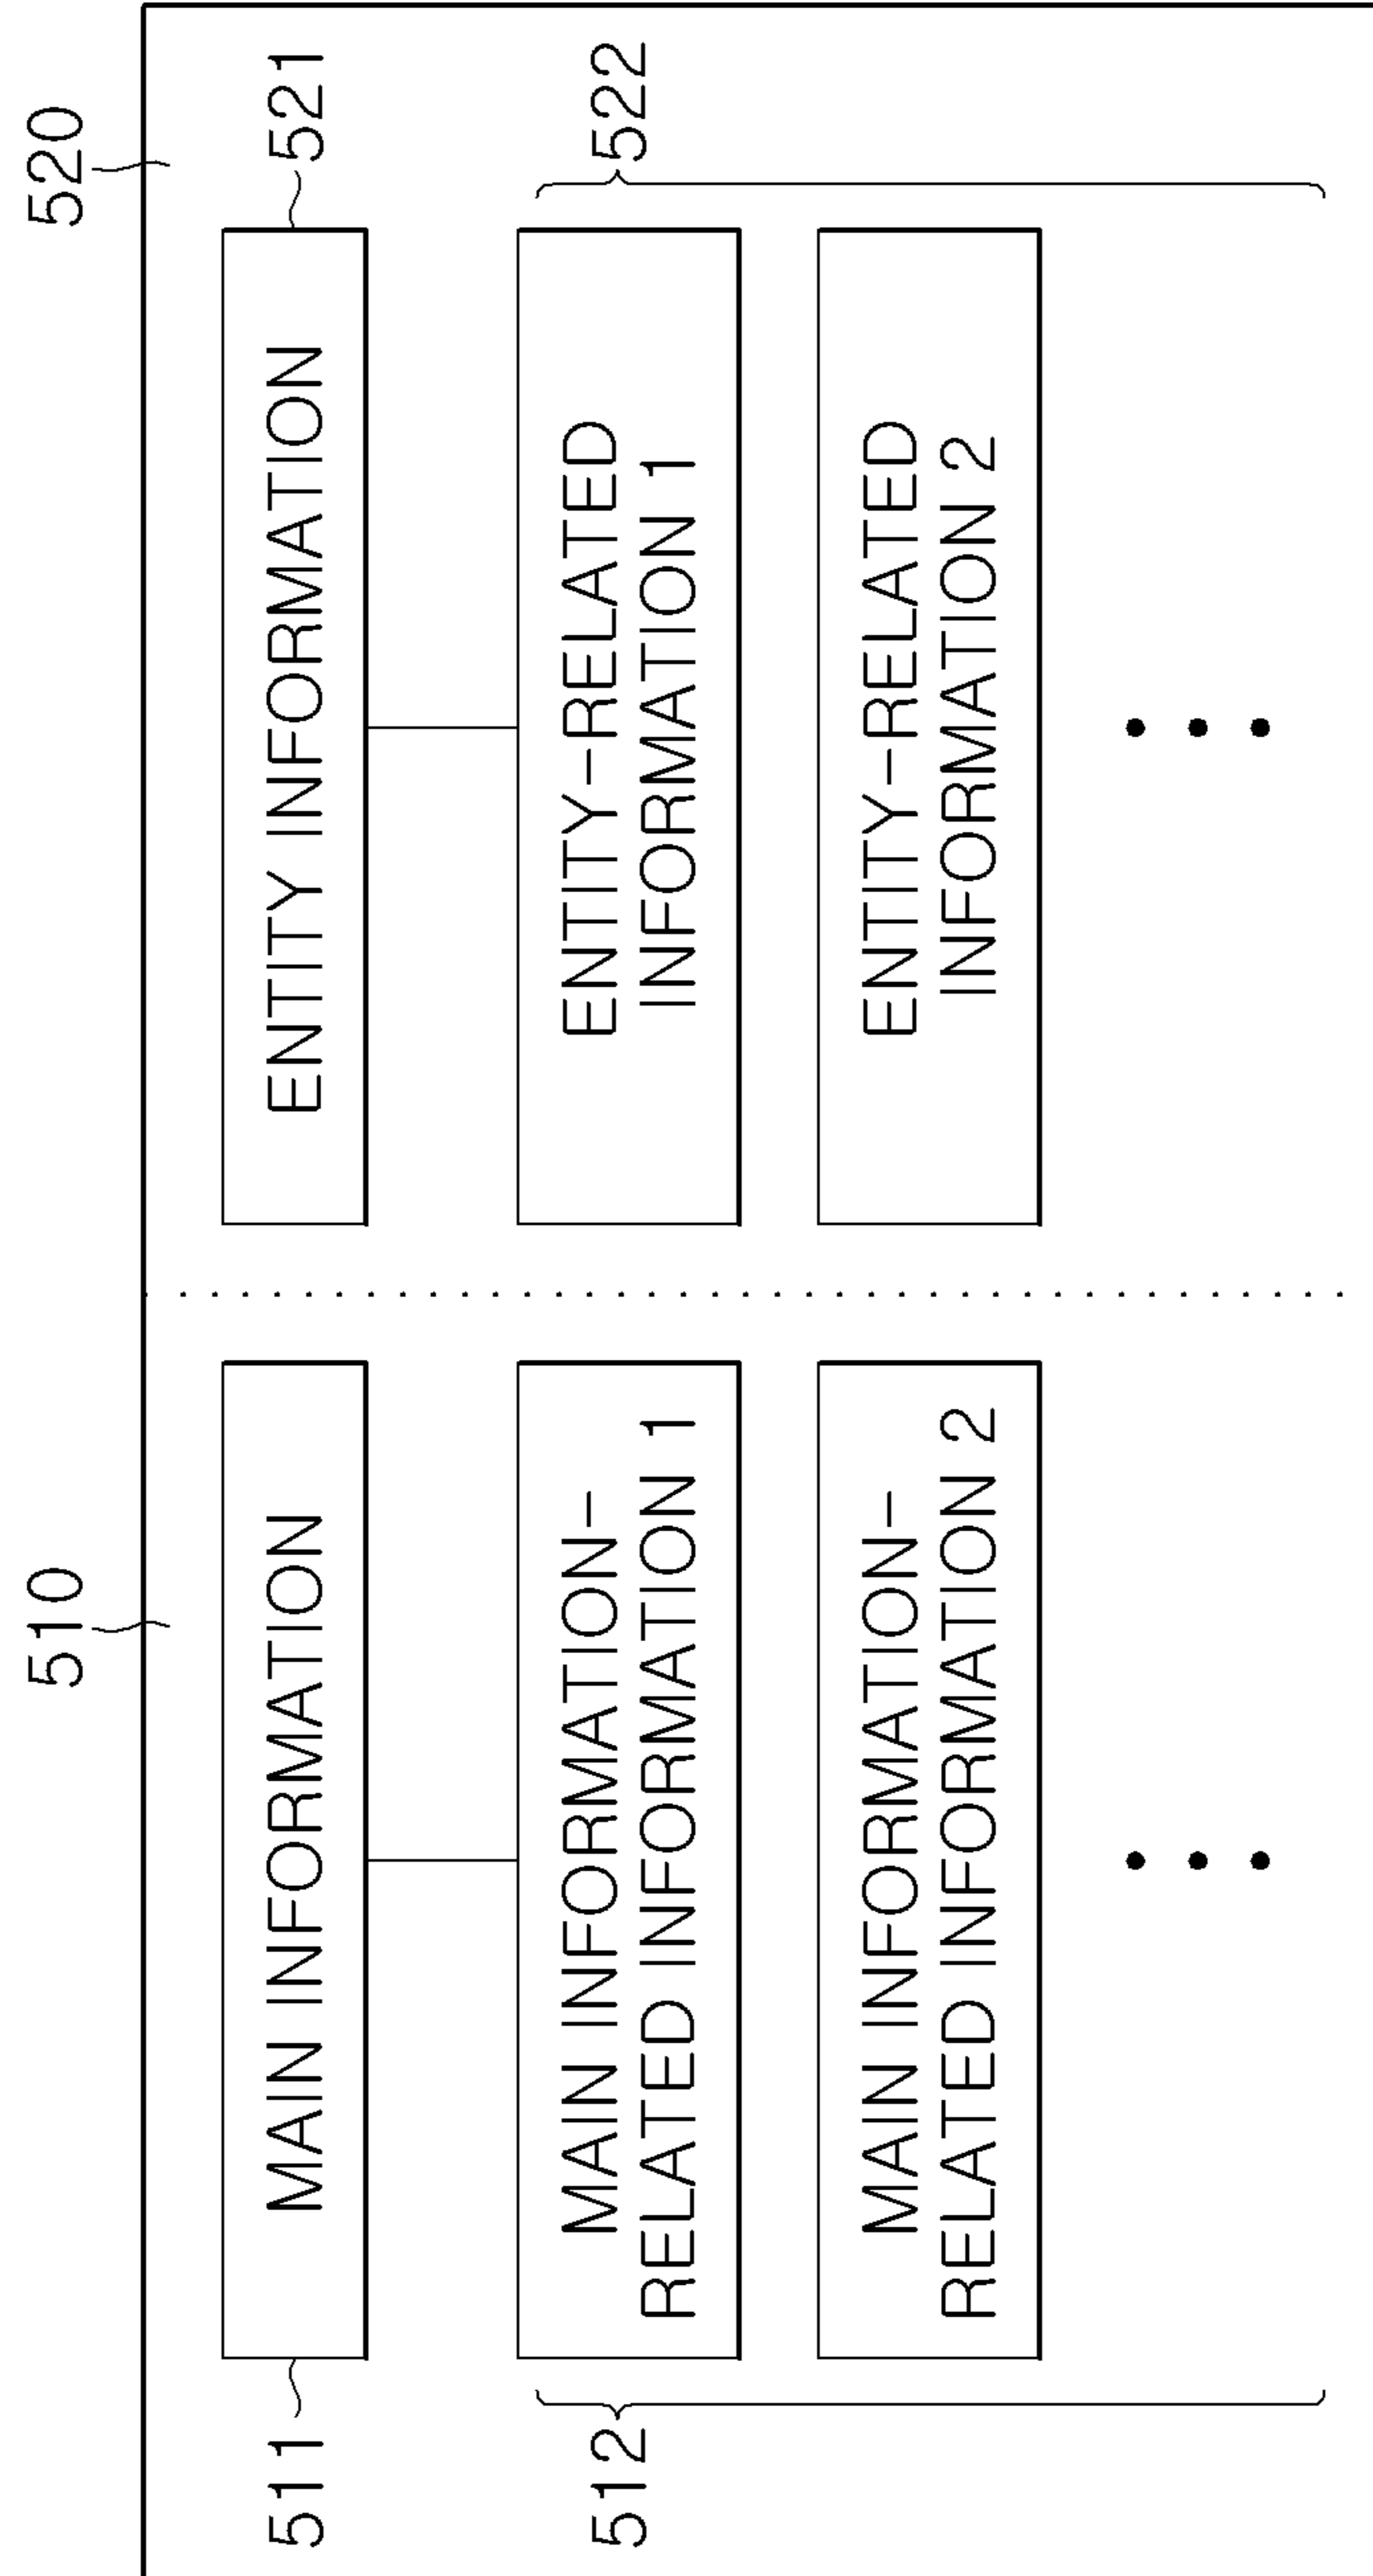 510
520
511
MAIN INFORMATION
ENTITY INFORMATION
521
512
MAIN INFORMATION-
RELATED INFORMATION 1
ENTITY-RELATED
INFORMATION 1
522
MAIN INFORMATION-
RELATED INFORMATION 2
ENTITY-RELATED
INFORMATION 2